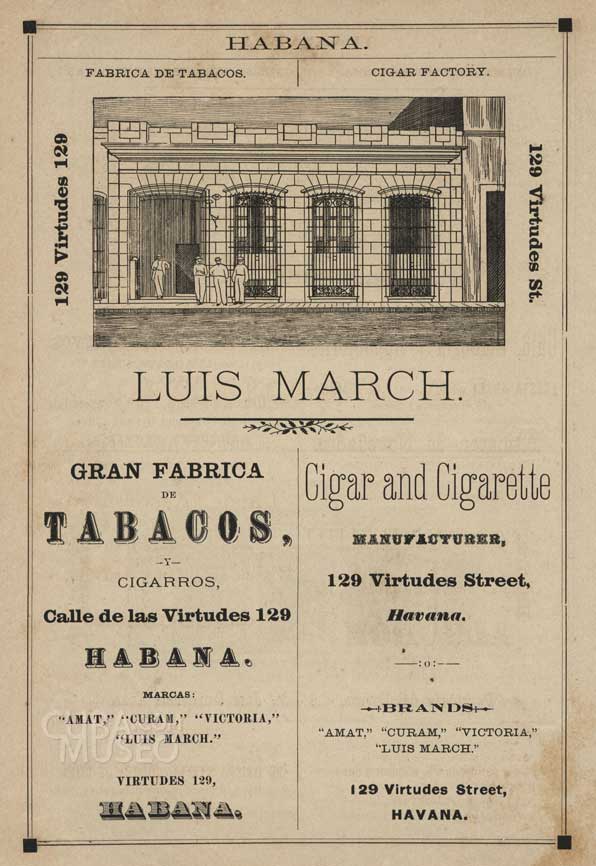 HABANA.
FABRICA DE TABACOS.
CIGAR FACTORY.
129 Virtudes 129
129 Virtudes St.
LUIS MARCH.
GRAN FABRICA
DE
TABACOS,
-Y-
CIGARROS,
Calle de las Virtudes 129
HABANA.
MARCAS:
"AMAT," "CURAM," "VICTORIA,"
"LUIS MARCH."
VIRTUDES 129,
HABANA.
Cigar and Cigarette
MANUFACTURER,
129 Virtudes Street,
Havana.
:o:
BRANDS
"AMAT," "CURAM," "VICTORIA,"
"LUIS MARCH."
129 Virtudes Street,
HAVANA.
CUBA
MUSEO